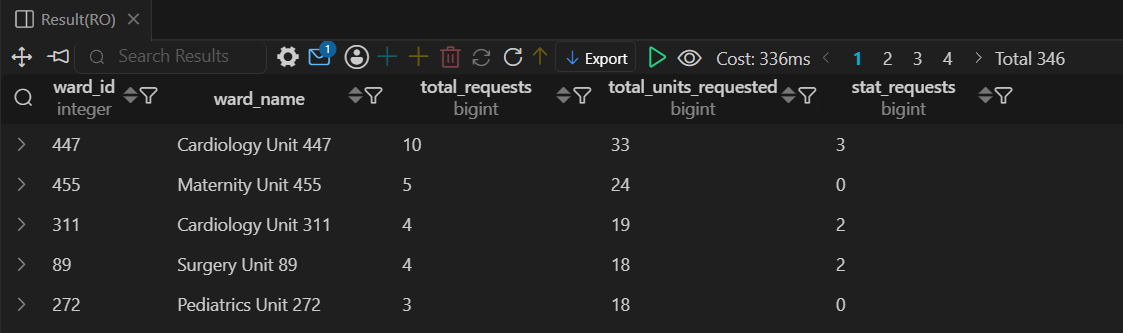 Result(RO)
Search Results 1 Export Cost: 336ms 1 2 3 4 Total 346
ward_id ward_name total_requests total_units_requested stat_requests
integer bigint bigint bigint
447 Cardiology Unit 447 10 33 3
455 Maternity Unit 455 5 24 0
311 Cardiology Unit 311 4 19 2
89 Surgery Unit 89 4 18 2
272 Pediatrics Unit 272 3 18 0